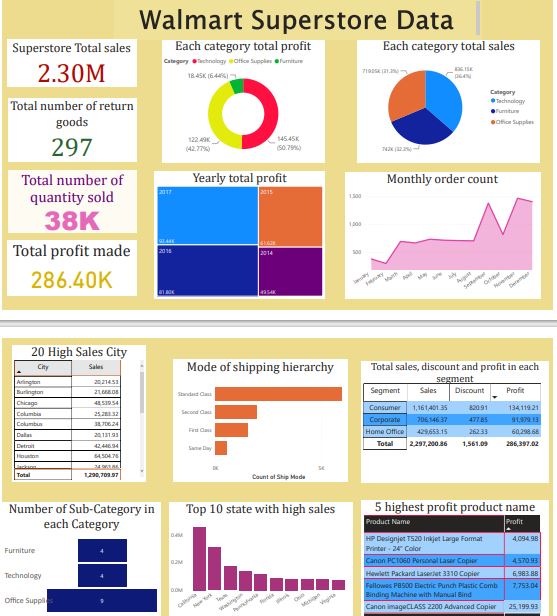 Walmart Superstore Data
Superstore Total sales
2.30M
Total number of return
goods
297
Total number of
quantity sold
38K
Total profit made
286.40K
Each category total profit
Category Technology Office Supplies Furniture
18.45K (6.44%)
122.49K
(42.77%)
145.45K
(50.79%)
Each category total sales
719.05K (31.3%)
836.15K
(36.4%)
742K (32.3%)
Category
Technology
Furniture
Office Supplies
Yearly total profit
2017
93.44K
2015
61.62K
2016
81.80K
2014
49.54K
Monthly order count
1,500
1,000
500
January
February
March
April
May
June
July
August
September
October
November
December
20 High Sales City
City Sales
Arlington 20,214.53
Burlington 21,668.08
Chicago 48,539.54
Columbia 25,283.32
Columbus 38,706.24
Dallas 20,131.93
Detroit 42,446.94
Houston 64,504.76
Jackson 24,963.86
Total 1,290,709.97
Mode of shipping hierarchy
Standard Class
Second Class
First Class
Same Day
0K 5K
Count of Ship Mode
Total sales, discount and profit in each
segment
Segment Sales Discount Profit
Consumer 1,161,401.35 820.91 134,119.21
Corporate 706,146.37 477.85 91,979.13
Home Office 429,653.15 262.33 60,298.68
Total 2,297,200.86 1,561.09 286,397.02
Number of Sub-Category in
each Category
Furniture 4
Technology 4
Office Supplies 9
Top 10 state with high sales
0.4M
0.2M
0.0M
California
New York
Texas
Washington
Pennsylvania
Florida
Illinois
Ohio
Michigan
Virginia
5 highest profit product name
Product Name Profit
HP Designjet T520 Inkjet Large Format
Printer - 24" Color 4,094.98
Canon PC1060 Personal Laser Copier 4,570.93
Hewlett Packard LaserJet 3310 Copier 6,983.88
Fellowes PB500 Electric Punch Plastic Comb
Binding Machine with Manual Bind 7,753.04
Canon imageCLASS 2200 Advanced Copier 25,199.93